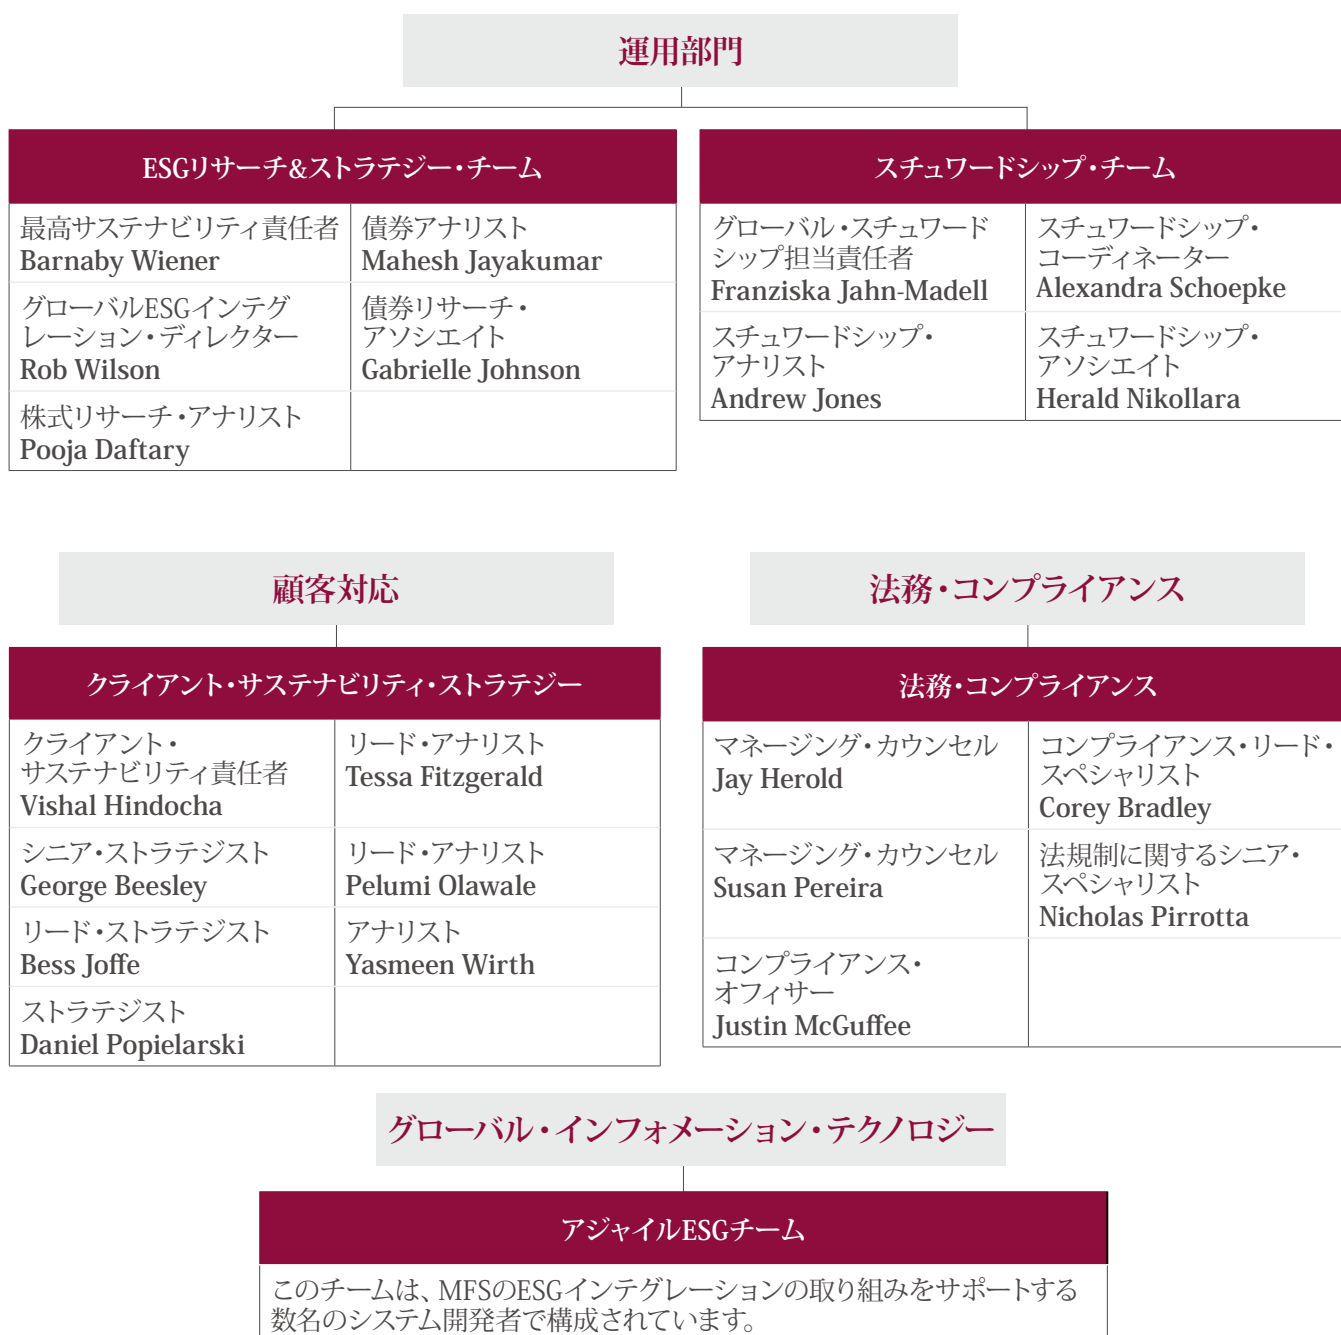 運用部門
ESGリサーチ&ストラテジー・チーム
最高サステナビリティ責任者
Barnaby Wiener
債券アナリスト
Mahesh Jayakumar
グローバルESGインテグ
レーション・ディレクター
Rob Wilson
債券リサーチ・
アソシエイト
Gabrielle Johnson
株式リサーチ・アナリスト
Pooja Daftary
スチュワードシップ・チーム
グローバル・スチュワード
シップ担当責任者
Franziska Jahn-Madell
スチュワードシップ・
コーディネーター
Alexandra Schoepke
スチュワードシップ・
アナリスト
Andrew Jones
スチュワードシップ・
アソシエイト
Herald Nikollara
顧客対応
クライアント・サステナビリティ・ストラテジー
クライアント・
サステナビリティ責任者
Vishal Hindocha
リード・アナリスト
Tessa Fitzgerald
シニア・ストラテジスト
George Beesley
リード・アナリスト
Pelumi Olawale
リード・ストラテジスト
Bess Joffe
アナリスト
Yasmeen Wirth
ストラテジスト
Daniel Popielarski
法務・コンプライアンス
法務・コンプライアンス
マネージング・カウンセル
Jay Herold
コンプライアンス・リード・
スペシャリスト
Corey Bradley
マネージング・カウンセル
Susan Pereira
法規制に関するシニア・
スペシャリスト
Nicholas Pirrotta
コンプライアンス・
オフィサー
Justin McGuffee
グローバル・インフォメーション・テクノロジー
アジャイルESGチーム
このチームは、MFSのESGインテグレーションの取り組みをサポートする
数名のシステム開発者で構成されています。